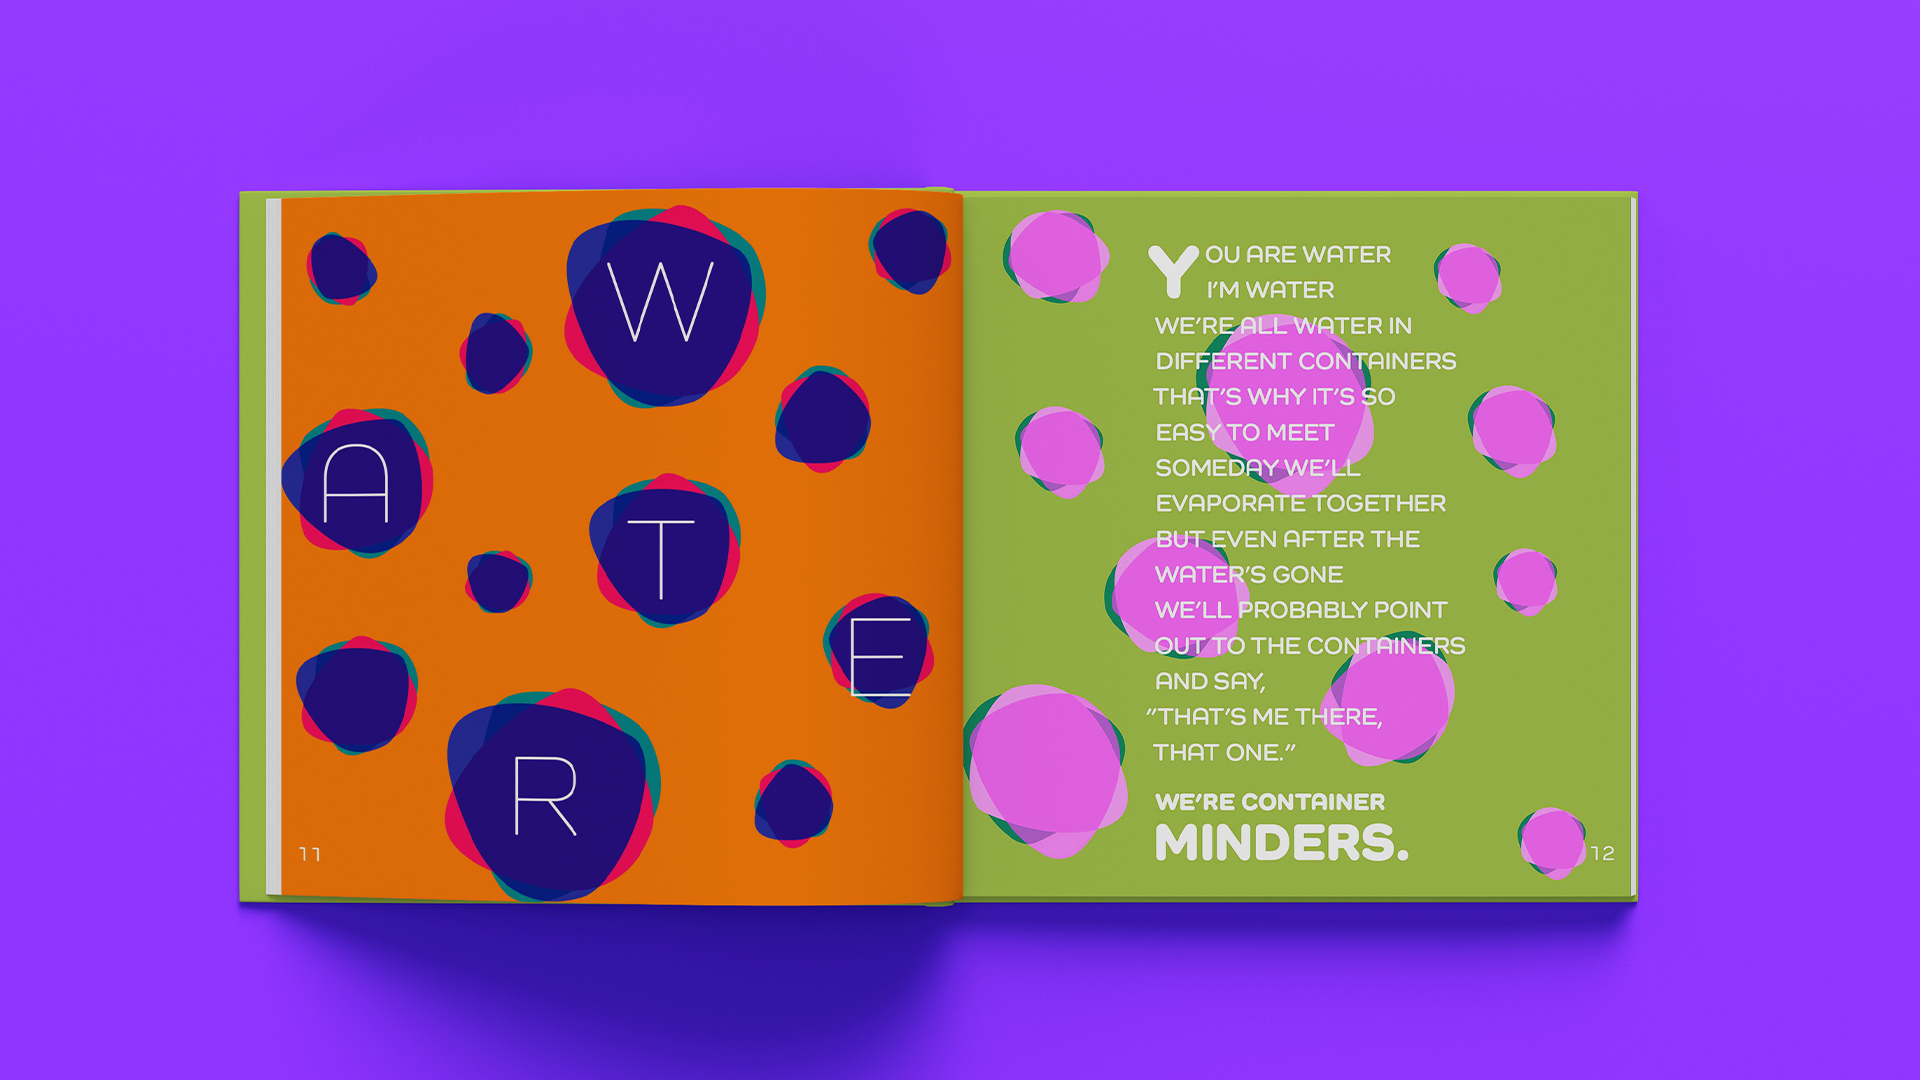 W
A
T
E
R
11
YOU ARE WATER
I'M WATER
WE'RE ALL WATER IN
DIFFERENT CONTAINERS
THAT'S WHY IT'S SO
EASY TO MEET
SOMEDAY WE'LL
EVAPORATE TOGETHER
BUT EVEN AFTER THE
WATER'S GONE
WE'LL PROBABLY POINT
OUT TO THE CONTAINERS
AND SAY,
"THAT'S ME THERE,
THAT ONE."
WE'RE CONTAINER
MINDERS.
12